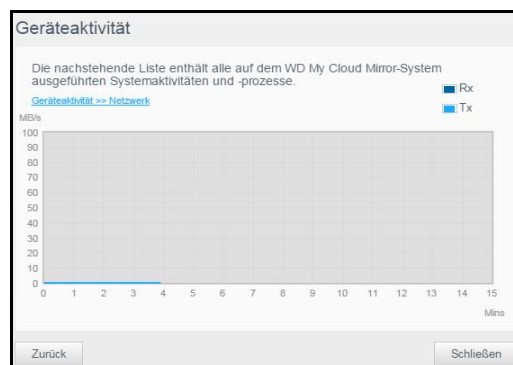 Geräteaktivität
Die nachstehende Liste enthält alle auf dem WD My Cloud Mirror-System
ausgeführten Systemaktivitäten und -prozesse.
Geräteaktivität >> Netzwerk
Rx
Tx
MB/s
100
90
80
70
60
50
40
30
20
10
0
0 1 2 3 4 5 6 7 8 9 10 11 12 13 14 15
Mins
Zurück
Schließen